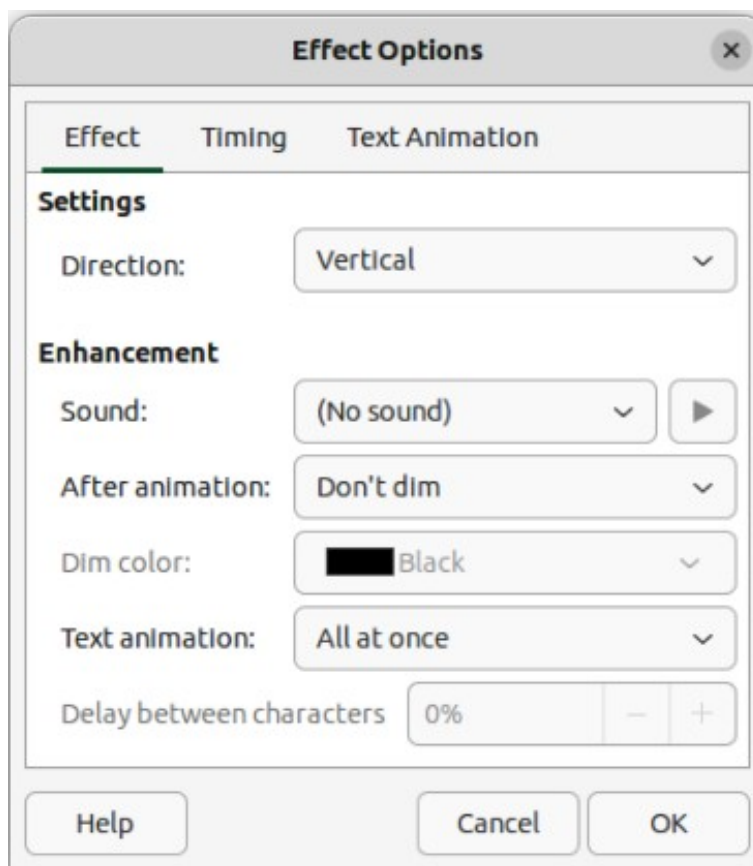 Effect Options
Effect Timing Text Animation
Settings
Direction: Vertical
Enhancement
Sound: (No sound)
After animation: Don't dim
Dim color: Black
Text animation: All at once
Delay between characters 0%
Help Cancel OK